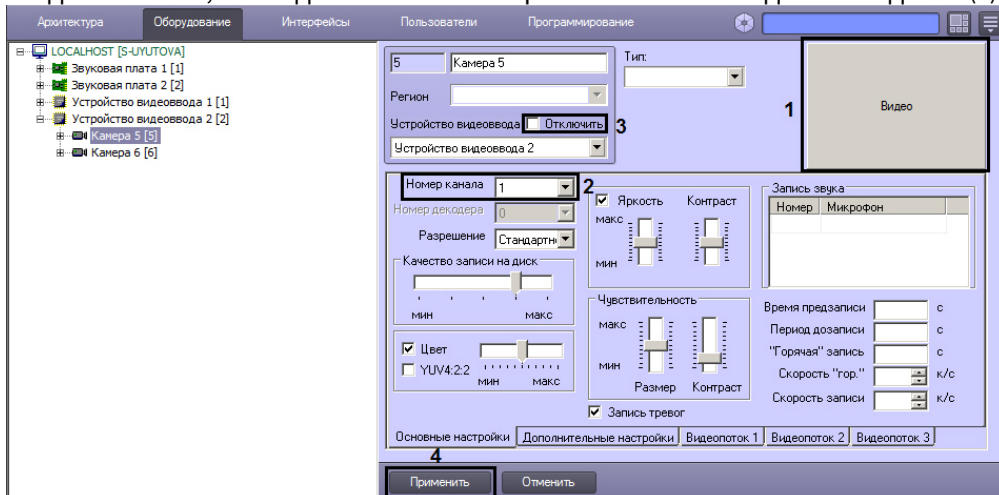 Архитектура Оборудование Интерфейсы Пользователи Программирование
LOCALHOST [S-UYUTOVA]
Звуковая плата 1 [1]
Звуковая плата 2 [2]
Устройство видеоввода 1 [1]
Устройство видеоввода 2 [2]
Камера 5 [5]
Камера 6 [6]
5 Камера 5
Тип:
Регион
Устройство видеоввода Отключить 3
Устройство видеоввода 2
1 Видео
Номер канала 1 2
Номер декодера 0
Разрешение Стандартн
Качество записи на диск
мин макс
Цвет
YUV4:2:2
мин макс
Яркость Контраст
макс
мин
Чувствительность
макс
мин
Размер Контраст
Запись тревог
Запись звука
Номер Микрофон
Время предзаписи с
Период дозаписи с
"Горячая" запись с
Скорость "гор." к/с
Скорость записи к/с
Основные настройки Дополнительные настройки Видеопоток 1 Видеопоток 2 Видеопоток 3
4
Применить Отменить